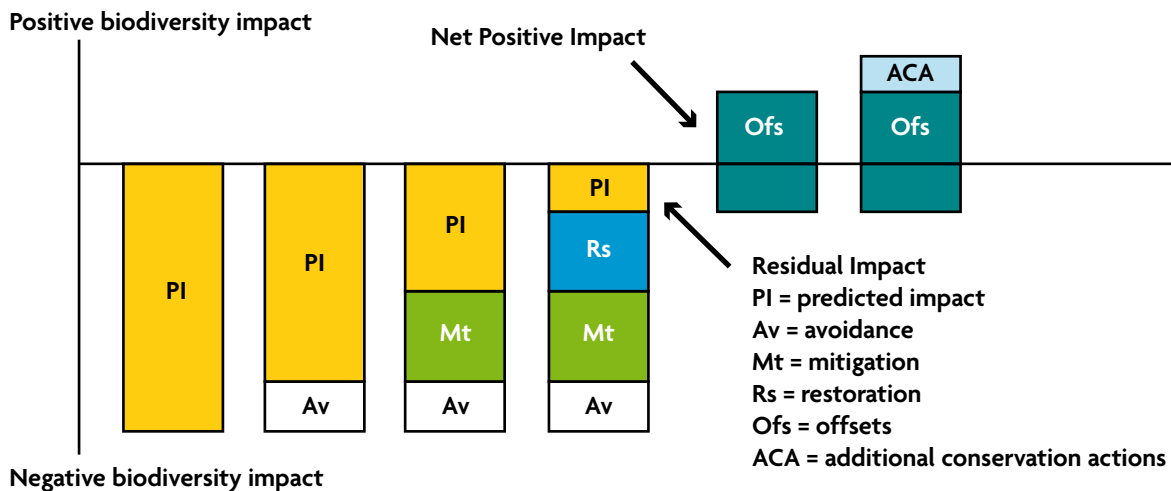 Positive biodiversity impact
Net Positive Impact
ACA
Ofs
Ofs
PI
PI
PI
PI
Rs
Mt
Mt
Av
Av
Av
Residual Impact
PI = predicted impact
Av = avoidance
Mt = mitigation
Rs = restoration
Ofs = offsets
ACA = additional conservation actions
Negative biodiversity impact